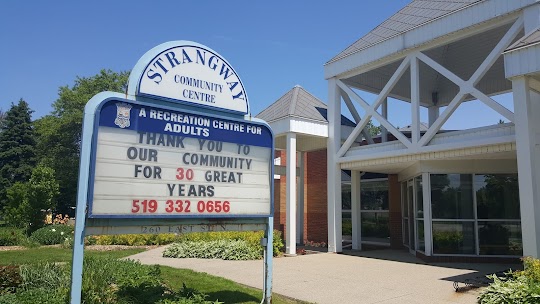 STRANGWAY
COMMUNITY
CENTRE
A RECREATION CENTRE FOR
ADULTS
THANK YOU TO
OUR COMMUNITY
FOR 30 GREAT
YEARS
519 332 0656